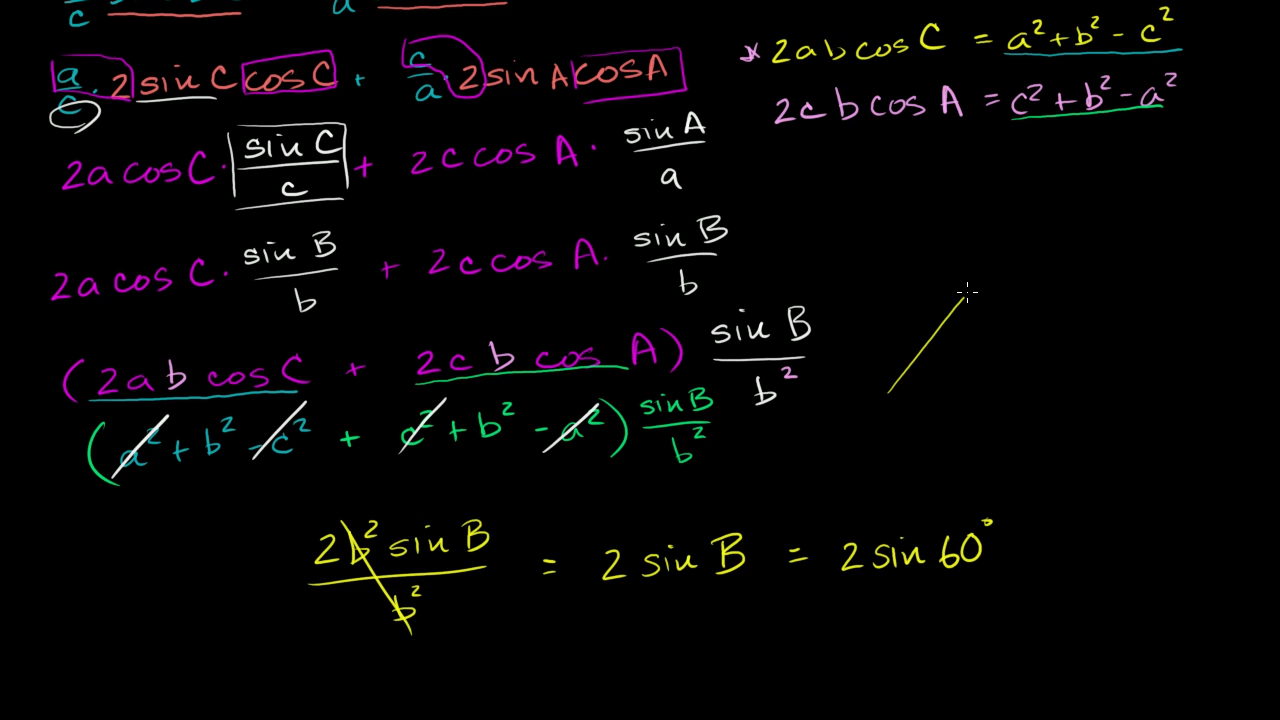 c a
a/c · 2 sin C cos C + c/a · 2 sin A cos A
* 2ab cos C = a² + b² - c²
2cb cos A = c² + b² - a²
2a cos C · sin C/c + 2c cos A · sin A/a
2a cos C · sin B/b + 2c cos A · sin B/b
(2ab cos C + 2cb cos A) sin B/b²
(a² + b² - c² + c² + b² - a²) sin B/b²
2b² sin B/b² = 2 sin B = 2 sin 60°